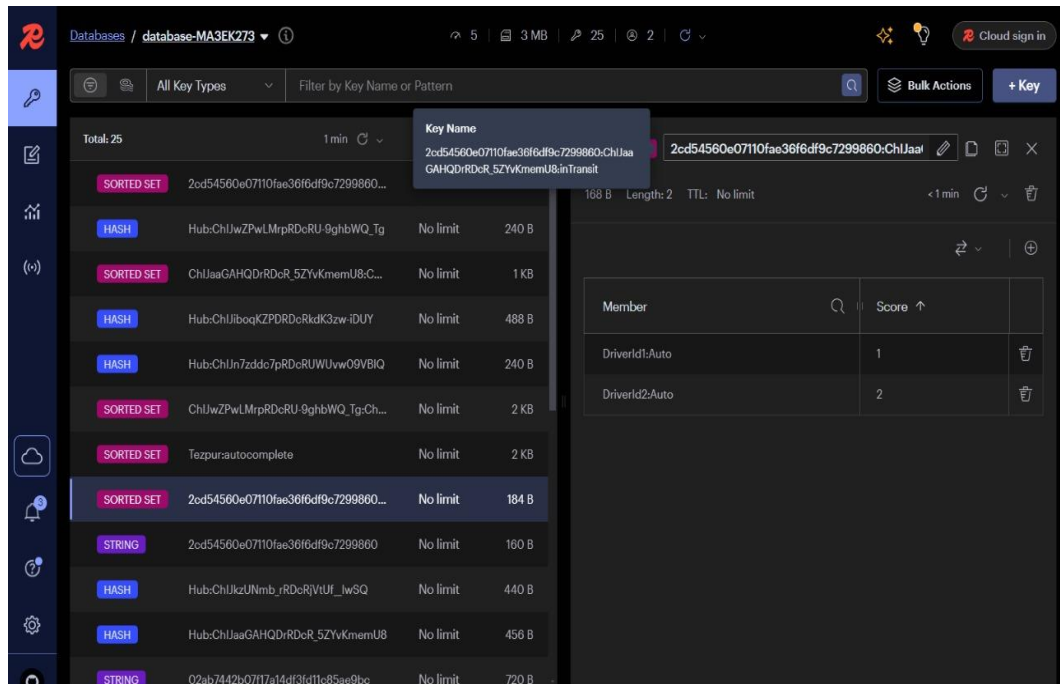 Databases / database-MA3EK273
5 3 MB 25 2
Cloud sign in
All Key Types Filter by Key Name or Pattern
Bulk Actions + Key
Total: 25 1 min
Key Name
2cd54560e07110fae36f6df9c7299860:ChIJaa
GAHQDrRDcR_5ZYvKmemU8:inTransit
SORTED SET 2cd54560e07110fae36f6df9c7299860...
HASH Hub:ChIJwZPwLMrpRDcRU-9ghbWQ_Tg No limit 240 B
SORTED SET ChIJaaGAHQDrRDcR_5ZYvKmemU8:C... No limit 1 KB
HASH Hub:ChIJiboqKZPDRDcRkdK3zw-iDUY No limit 488 B
HASH Hub:ChIJn7zddc7pRDcRUWUvw09VBIQ No limit 240 B
SORTED SET ChIJwZPwLMrpRDcRU-9ghbWQ_Tg:Ch... No limit 2 KB
SORTED SET Tezpur:autocomplete No limit 2 KB
SORTED SET 2cd54560e07110fae36f6df9c7299860... No limit 184 B
STRING 2cd54560e07110fae36f6df9c7299860 No limit 160 B
HASH Hub:ChIJkzUNmb_rRDcRjVtUf_IwSQ No limit 440 B
HASH Hub:ChIJaaGAHQDrRDcR_5ZYvKmemU8 No limit 456 B
STRING 02ab7442b07f17a14df3fd11c85ae9bc No limit 720 B
3
2cd54560e07110fae36f6df9c7299860:ChIJaa
168 B Length: 2 TTL: No limit < 1 min
Member Score
DriverId1:Auto 1
DriverId2:Auto 2